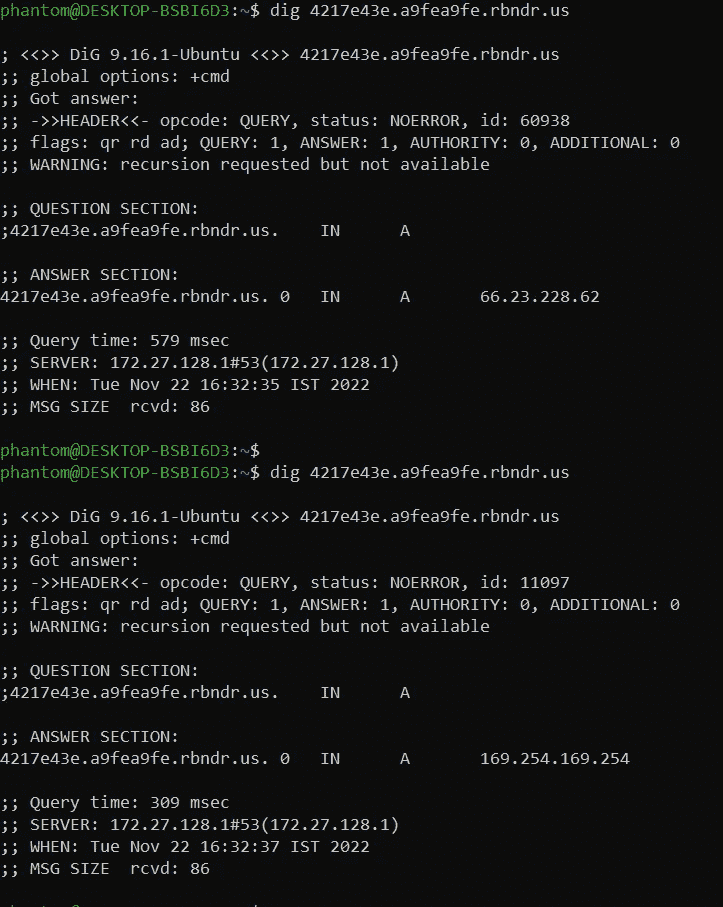 phantom@DESKTOP-BSBI6D3:~$ dig 4217e43e.a9fea9fe.rbndr.us
; <<>> DiG 9.16.1-Ubuntu <<>> 4217e43e.a9fea9fe.rbndr.us
;; global options: +cmd
;; Got answer:
;; ->>HEADER<<- opcode: QUERY, status: NOERROR, id: 60938
;; flags: qr rd ad; QUERY: 1, ANSWER: 1, AUTHORITY: 0, ADDITIONAL: 0
;; WARNING: recursion requested but not available
;; QUESTION SECTION:
;4217e43e.a9fea9fe.rbndr.us. IN A
;; ANSWER SECTION:
4217e43e.a9fea9fe.rbndr.us. 0 IN A 66.23.228.62
;; Query time: 579 msec
;; SERVER: 172.27.128.1#53(172.27.128.1)
;; WHEN: Tue Nov 22 16:32:35 IST 2022
;; MSG SIZE rcvd: 86
phantom@DESKTOP-BSBI6D3:~$
phantom@DESKTOP-BSBI6D3:~$ dig 4217e43e.a9fea9fe.rbndr.us
; <<>> DiG 9.16.1-Ubuntu <<>> 4217e43e.a9fea9fe.rbndr.us
;; global options: +cmd
;; Got answer:
;; ->>HEADER<<- opcode: QUERY, status: NOERROR, id: 11097
;; flags: qr rd ad; QUERY: 1, ANSWER: 1, AUTHORITY: 0, ADDITIONAL: 0
;; WARNING: recursion requested but not available
;; QUESTION SECTION:
;4217e43e.a9fea9fe.rbndr.us. IN A
;; ANSWER SECTION:
4217e43e.a9fea9fe.rbndr.us. 0 IN A 169.254.169.254
;; Query time: 309 msec
;; SERVER: 172.27.128.1#53(172.27.128.1)
;; WHEN: Tue Nov 22 16:32:37 IST 2022
;; MSG SIZE rcvd: 86